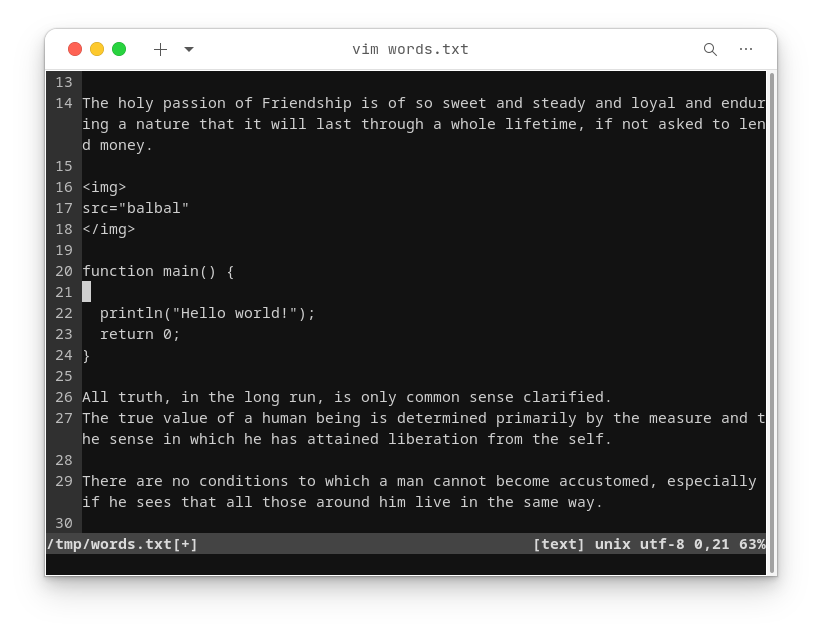 vim words.txt
13
14 The holy passion of Friendship is of so sweet and steady and loyal and endur
ing a nature that it will last through a whole lifetime, if not asked to len
d money.
15
16 <img>
17 src="balbal"
18 </img>
19
20 function main() {
21
22   println("Hello world!");
23   return 0;
24 }
25
26 All truth, in the long run, is only common sense clarified.
27 The true value of a human being is determined primarily by the measure and t
he sense in which he has attained liberation from the self.
28
29 There are no conditions to which a man cannot become accustomed, especially
if he sees that all those around him live in the same way.
30
/tmp/words.txt[+] [text] unix utf-8 0,21 63%